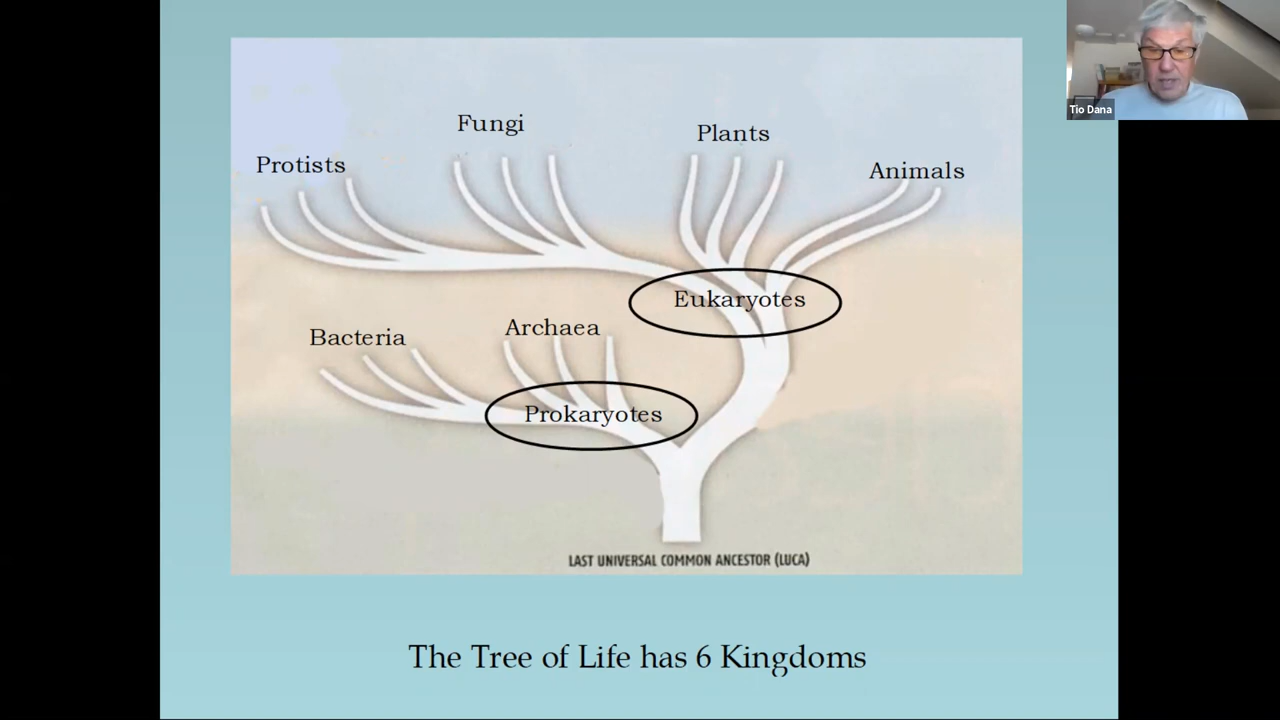 Tio Dana
Fungi
Plants
Protists
Animals
Eukaryotes
Archaea
Bacteria
Prokaryotes
LAST UNIVERSAL COMMON ANCESTOR (LUCA)
The Tree of Life has 6 Kingdoms